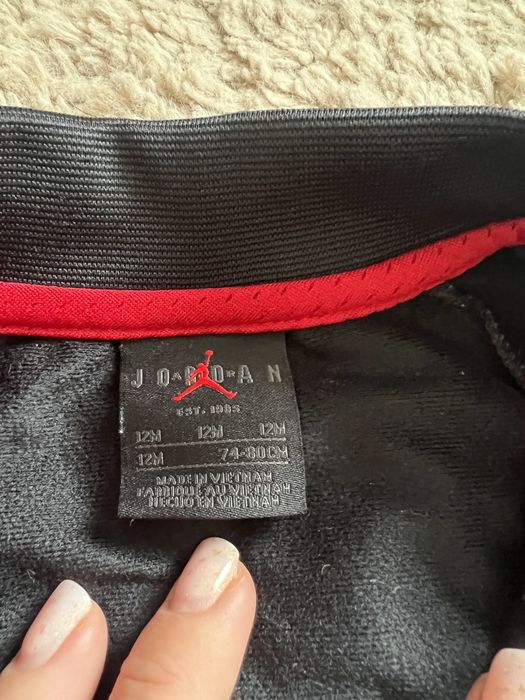 JORDAN
EST. 1985
12M 12M 12M
12M 74-80CM
MADE IN VIETNAM
FABRIQUÉ AU VIETNAM
HECHO EN VIETNAM